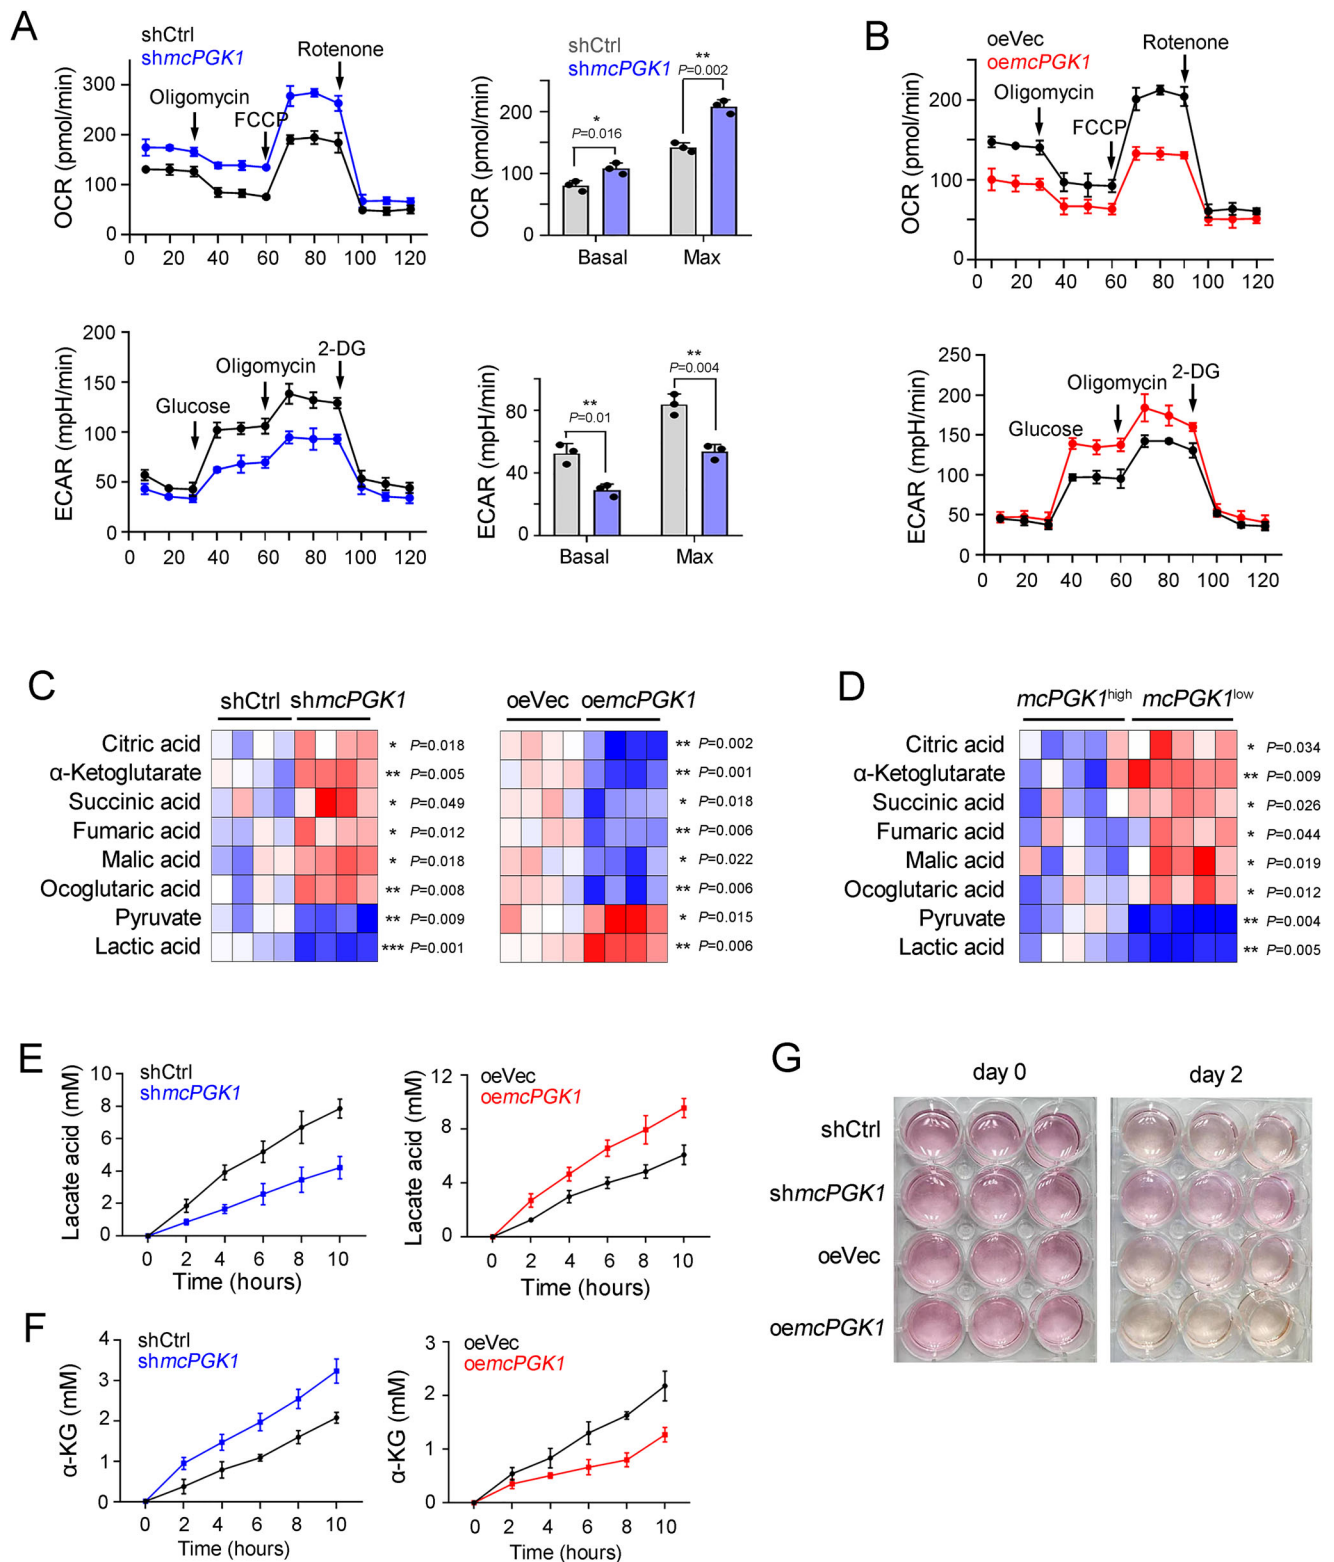 A
shCtrl
shmcPGK1
Rotenone
Oligomycin
FCCP
OCR (pmol/min)
300
200
100
0
0 20 40 60 80 100 120
shCtrl
shmcPGK1
**
P=0.002
*
P=0.016
OCR (pmol/min)
200
100
0
Basal Max
B
oeVec
oemcPGK1
Rotenone
Oligomycin
FCCP
OCR (pmol/min)
200
100
0
0 20 40 60 80 100 120
2-DG
Oligomycin
Glucose
ECAR (mpH/min)
200
150
100
50
0
0 20 40 60 80 100 120
**
P=0.004
**
P=0.01
ECAR (mpH/min)
80
40
0
Basal Max
2-DG
Oligomycin
Glucose
ECAR (mpH/min)
250
200
150
100
50
0
0 20 40 60 80 100 120
C
shCtrl shmcPGK1
oeVec oemcPGK1
Citric acid * P=0.018 ** P=0.002
α-Ketoglutarate ** P=0.005 ** P=0.001
Succinic acid * P=0.049 * P=0.018
Fumaric acid * P=0.012 ** P=0.006
Malic acid * P=0.018 * P=0.022
Ocoglutaric acid ** P=0.008 ** P=0.006
Pyruvate ** P=0.009 * P=0.015
Lactic acid *** P=0.001 ** P=0.006
D
mcPGK1high mcPGK1low
Citric acid * P=0.034
α-Ketoglutarate ** P=0.009
Succinic acid * P=0.026
Fumaric acid * P=0.044
Malic acid * P=0.019
Ocoglutaric acid * P=0.012
Pyruvate ** P=0.004
Lactic acid ** P=0.005
E
shCtrl
shmcPGK1
Lacate acid (mM)
10
8
6
4
2
0
0 2 4 6 8 10
Time (hours)
oeVec
oemcPGK1
Lacate acid (mM)
12
8
4
0
0 2 4 6 8 10
Time (hours)
F
shCtrl
shmcPGK1
α-KG (mM)
4
3
2
1
0
0 2 4 6 8 10
Time (hours)
oeVec
oemcPGK1
α-KG (mM)
3
2
1
0
0 2 4 6 8 10
Time (hours)
G
day 0 day 2
shCtrl
shmcPGK1
oeVec
oemcPGK1